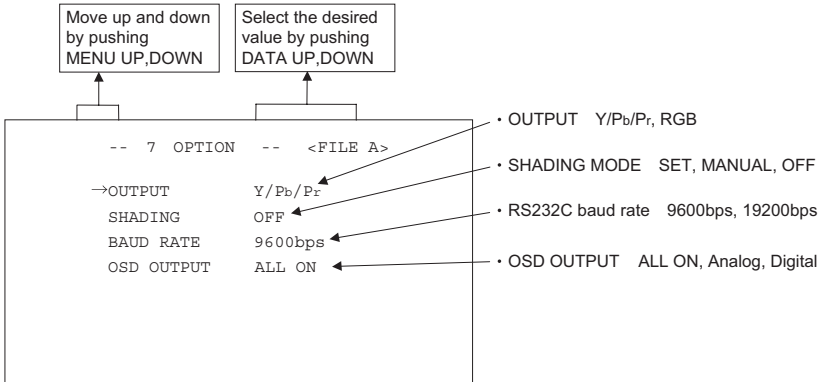 Move up and down
by pushing
MENU UP,DOWN
Select the desired
value by pushing
DATA UP,DOWN
-- 7 OPTION -- <FILE A>
→OUTPUT Y/Pb/Pr
SHADING OFF
BAUD RATE 9600bps
OSD OUTPUT ALL ON
・OUTPUT Y/Pb/Pr, RGB
・SHADING MODE SET, MANUAL, OFF
・RS232C baud rate 9600bps, 19200bps
・OSD OUTPUT ALL ON, Analog, Digital